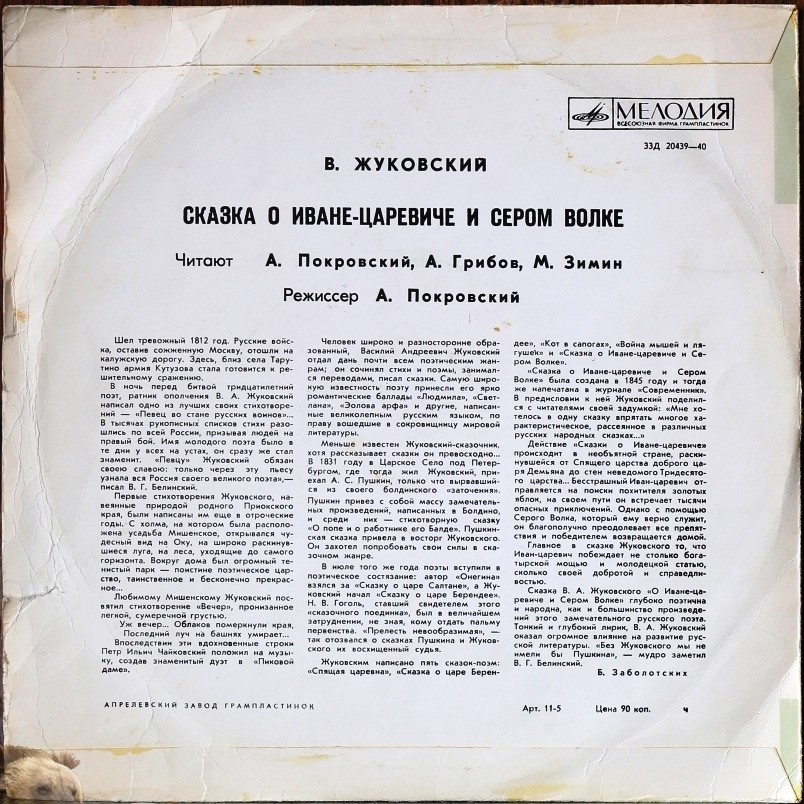 МЕЛОДИЯ
ВСЕСОЮЗНАЯ ФИРМА ГРАМПЛАСТИНОК
33Д 20439—40
В. ЖУКОВСКИЙ
СКАЗКА О ИВАНЕ-ЦАРЕВИЧЕ И СЕРОМ ВОЛКЕ
Читают А. Покровский, А. Грибов, М. Зимин
Режиссер А. Покровский
Шел тревожный 1812 год. Русские войс-
ка, оставив сожженную Москву, отошли на
калужскую дорогу. Здесь, близ села Тару-
тино армия Кутузова стала готовится к ре-
шительному сражению.
В ночь перед битвой тридцатилетний
поэт, ратник ополчения В. А. Жуковский
написал одно из лучших своих стихотворе-
ний — «Певец во стане русских воинов»...
В тысячах рукописных списков стихи разо-
шлись по всей России, призывая людей на
правый бой. Имя молодого поэта было в
те дни у всех на устах, он сразу же стал
знаменит. «Певцу» Жуковский обязан
своею славою: только через эту пьесу
узнала вся Россия своего великого поэта»,—
писал В. Г. Белинский.
Первые стихотворения Жуковского, на-
веянные природой родного Приокского
края, были написаны им еще в отроческие
годы. С холма, на котором была располо-
жена усадьба Мишенское, открывался чу-
десный вид на Оку, на широко раскинув-
шиеся луга, на леса, уходящие до самого
горизонта. Вокруг дома был огромный те-
нистый парк — поистине поэтическое царс-
тво, таинственное и бесконечно прекрас-
ное...
Любимому Мишенскому Жуковский пос-
вятил стихотворение «Вечер», пронизанное
легкой, сумеречной грустью.
Уж вечер... Облаков померкнули края,
Последний луч на башнях умирает...
Впоследствии эти вдохновенные строки
Петр Ильич Чайковский положил на музы-
ку, создав знаменитый дуэт в «Пиковой
даме».
Человек широко и разносторонне обра-
зованный, Василий Андреевич Жуковский
отдал дань почти всем поэтическим жан-
рам; он сочинял стихи и поэмы, занимал-
ся переводами, писал сказки. Самую широ-
кую известность поэту принесли его ярко
романтические баллады «Людмила», «Свет-
лана», «Эолова арфа» и другие, написан-
ные великолепным русским языком, по
праву вошедшие в сокровищницу мировой
литературы.
Меньше известен Жуковский-сказочник,
хотя рассказывает сказки он превосходно...
В 1831 году в Царское Село под Петер-
бургом, где тогда жил Жуковский, при-
ехал А. С. Пушкин, только что вырвавший-
ся из своего болдинского «заточения».
Пушкин привез с собой массу замечатель-
ных произведений, написанных в Болдино,
и среди них — стихотворную сказку
«О попе и о работнике его Балде». Пушкин-
ская сказка привела в восторг Жуковского.
Он захотел попробовать свои силы в ска-
зочном жанре.
В июле того же года поэты вступили в
поэтическое состязание: автор «Онегина»
взялся за «Сказку о царе Салтане», а Жу-
ковский начал «Сказку о царе Берендее».
Н. В. Гоголь, ставший свидетелем этого
«сказочного поединка», был в величайшем
затруднении, не зная, кому отдать пальму
первенства. «Прелесть невообразимая», —
так отозвался о сказках Пушкина и Жуковс-
кого их восхищенный судья.
Жуковским написано пять сказок-поэм:
«Спящая царевна», «Сказка о царе Берен-
дее», «Кот в сапогах», «Война мышей и ля-
гушек» и «Сказка о Иване-царевиче и Се-
ром Волке».
«Сказка о Иване-царевиче и Сером
Волке» была создана в 1845 году и тогда
же напечатана в журнале «Современник».
В предисловии к ней Жуковский поделил-
ся с читателями своей задумкой: «Мне хо-
телось в одну сказку впрятать многое ха-
рактеристическое, рассеянное в различных
русских народных сказках...»
Действие «Сказки о Иване-царевиче»
происходит в необъятной стране, раски-
нувшейся от Спящего царства доброго ца-
ря Демьяна до стен неведомого Тридесято-
го царства... Бесстрашный Иван-царевич от-
правляется на поиски похитителя золотых
яблок, на своем пути он встречает тысячи
опасных приключений. Однако с помощью
Серого Волка, который ему верно служит,
он благополучно преодолевает все препят-
ствия и победителем возвращается домой.
Главное в сказке Жуковского то, что
Иван-царевич побеждает не столько бога-
тырской мощью и молодецкой статью,
сколько своей добротой и справедли-
востью.
Сказка В. А. Жуковского «О Иване-ца-
ревиче и Сером Волке» глубоко поэтична
и народна, как и большинство произведе-
ний этого замечательного русского поэта.
Тонкий и глубокий лирик, В. А. Жуковский
оказал огромное влияние на развитие рус-
ской литературы. «Без Жуковского мы не
имели бы Пушкина», — мудро заметил
В. Г. Белинский.
Б. Заболотских
АПРЕЛЕВСКИЙ ЗАВОД ГРАМПЛАСТИНОК
Арт. 11-5 Цена 90 коп. ч